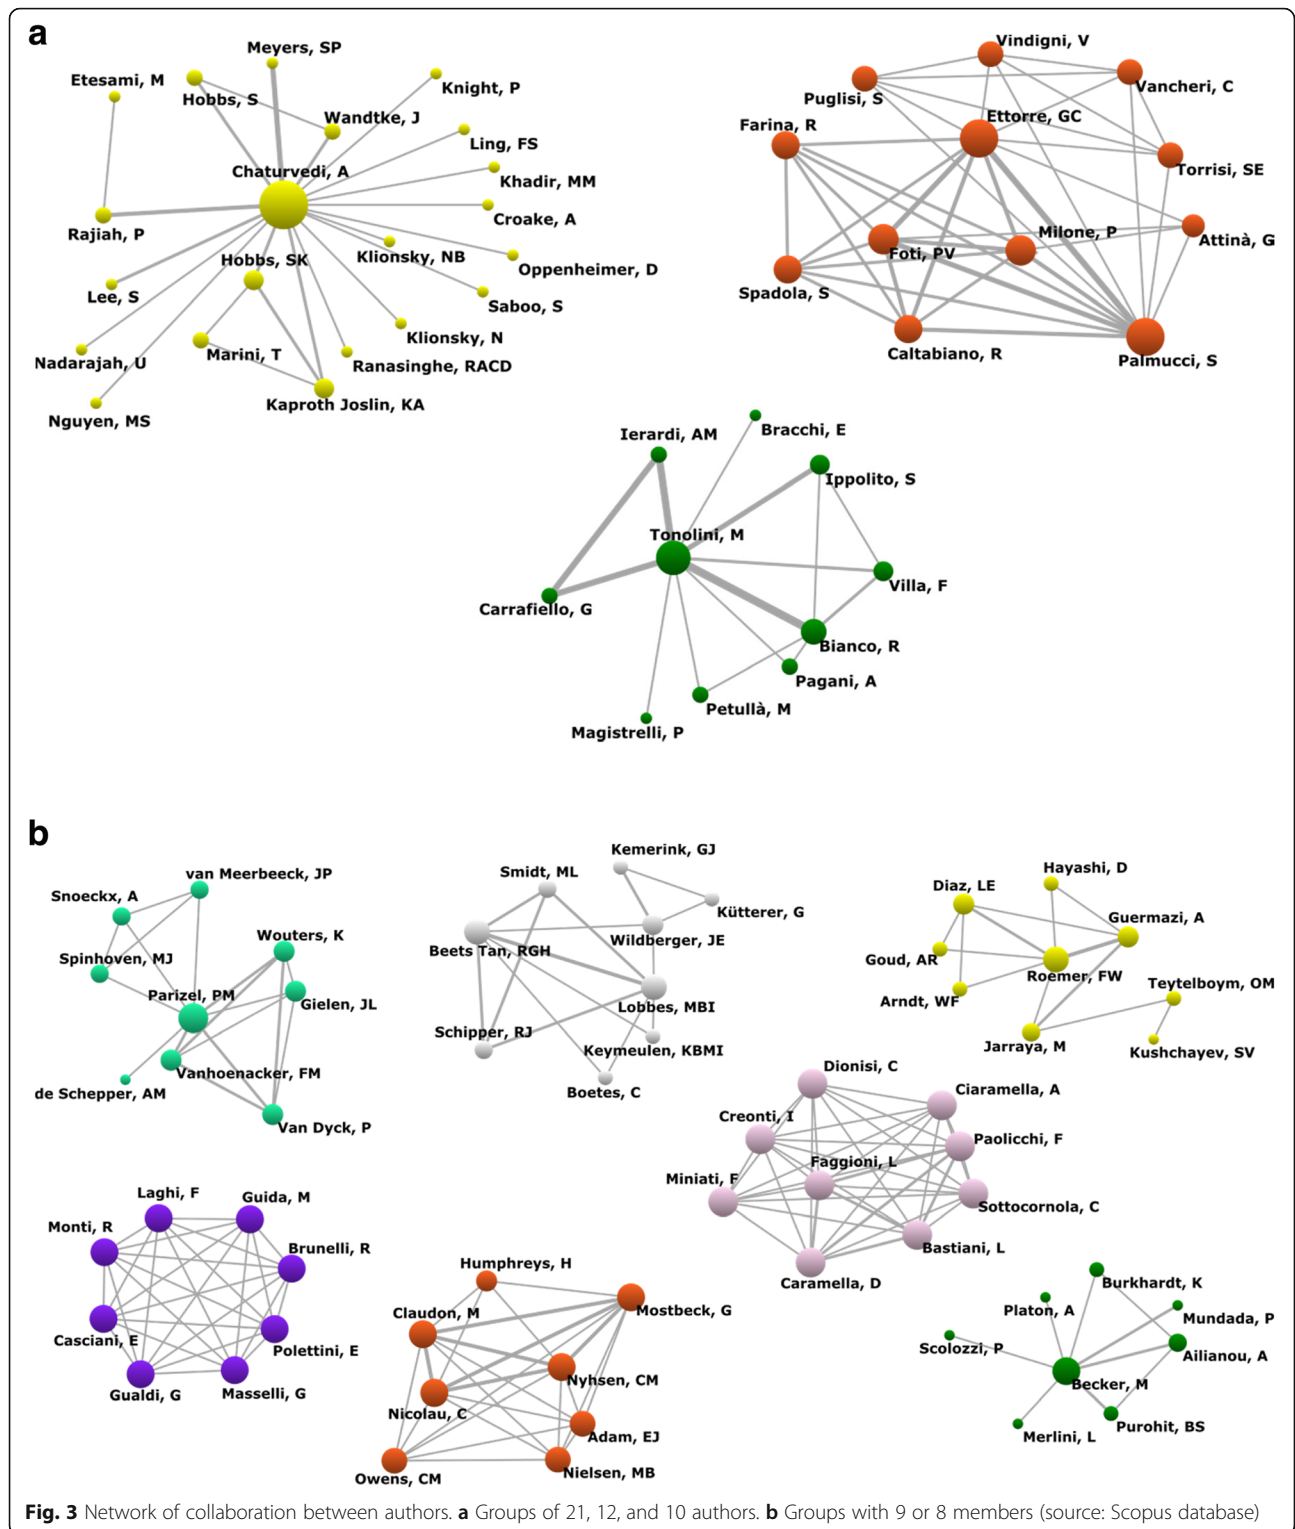 a
Meyers, SP
Etesami, M
Hobbs, S
Knight, P
Wandtke, J
Ling, FS
Chaturvedi, A
Khadir, MM
Croake, A
Rajiah, P
Klionsky, NB
Hobbs, SK
Oppenheimer, D
Lee, S
Saboo, S
Klionsky, N
Nadarajah, U
Marini, T
Ranasinghe, RACD
Kaproth Joslin, KA
Nguyen, MS
Vindigni, V
Vancheri, C
Puglisi, S
Ettorre, GC
Farina, R
Torrisi, SE
Milone, P
Attinà, G
Foti, PV
Spadola, S
Caltabiano, R
Palmucci, S
Ierardi, AM
Bracchi, E
Ippolito, S
Tonolini, M
Villa, F
Carrafiello, G
Bianco, R
Pagani, A
Petullà, M
Magistrelli, P
b
van Meerbeeck, JP
Snoeckx, A
Wouters, K
Spinhoven, MJ
Parizel, PM
Gielen, JL
Vanhoenacker, FM
de Schepper, AM
Van Dyck, P
Kemerink, GJ
Smidt, ML
Kütterer, G
Wildberger, JE
Beets Tan, RGH
Lobbes, MBI
Schipper, RJ
Keymeulen, KBMI
Boetes, C
Hayashi, D
Diaz, LE
Guermazi, A
Goud, AR
Roemer, FW
Teytelboym, OM
Arndt, WF
Jarraya, M
Kushchayev, SV
Dionisi, C
Ciaramella, A
Creonti, I
Paolicchi, F
Faggioni, L
Miniati, F
Sottocornola, C
Bastiani, L
Caramella, D
Laghi, F
Guida, M
Monti, R
Brunelli, R
Casciani, E
Polettini, E
Gualdi, G
Masselli, G
Humphreys, H
Claudon, M
Mostbeck, G
Nyhsen, CM
Nicolau, C
Adam, EJ
Owens, CM
Nielsen, MB
Burkhardt, K
Platon, A
Mundada, P
Scolozzi, P
Ailianou, A
Becker, M
Purohit, BS
Merlini, L
Fig. 3 Network of collaboration between authors. a Groups of 21, 12, and 10 authors. b Groups with 9 or 8 members (source: Scopus database)